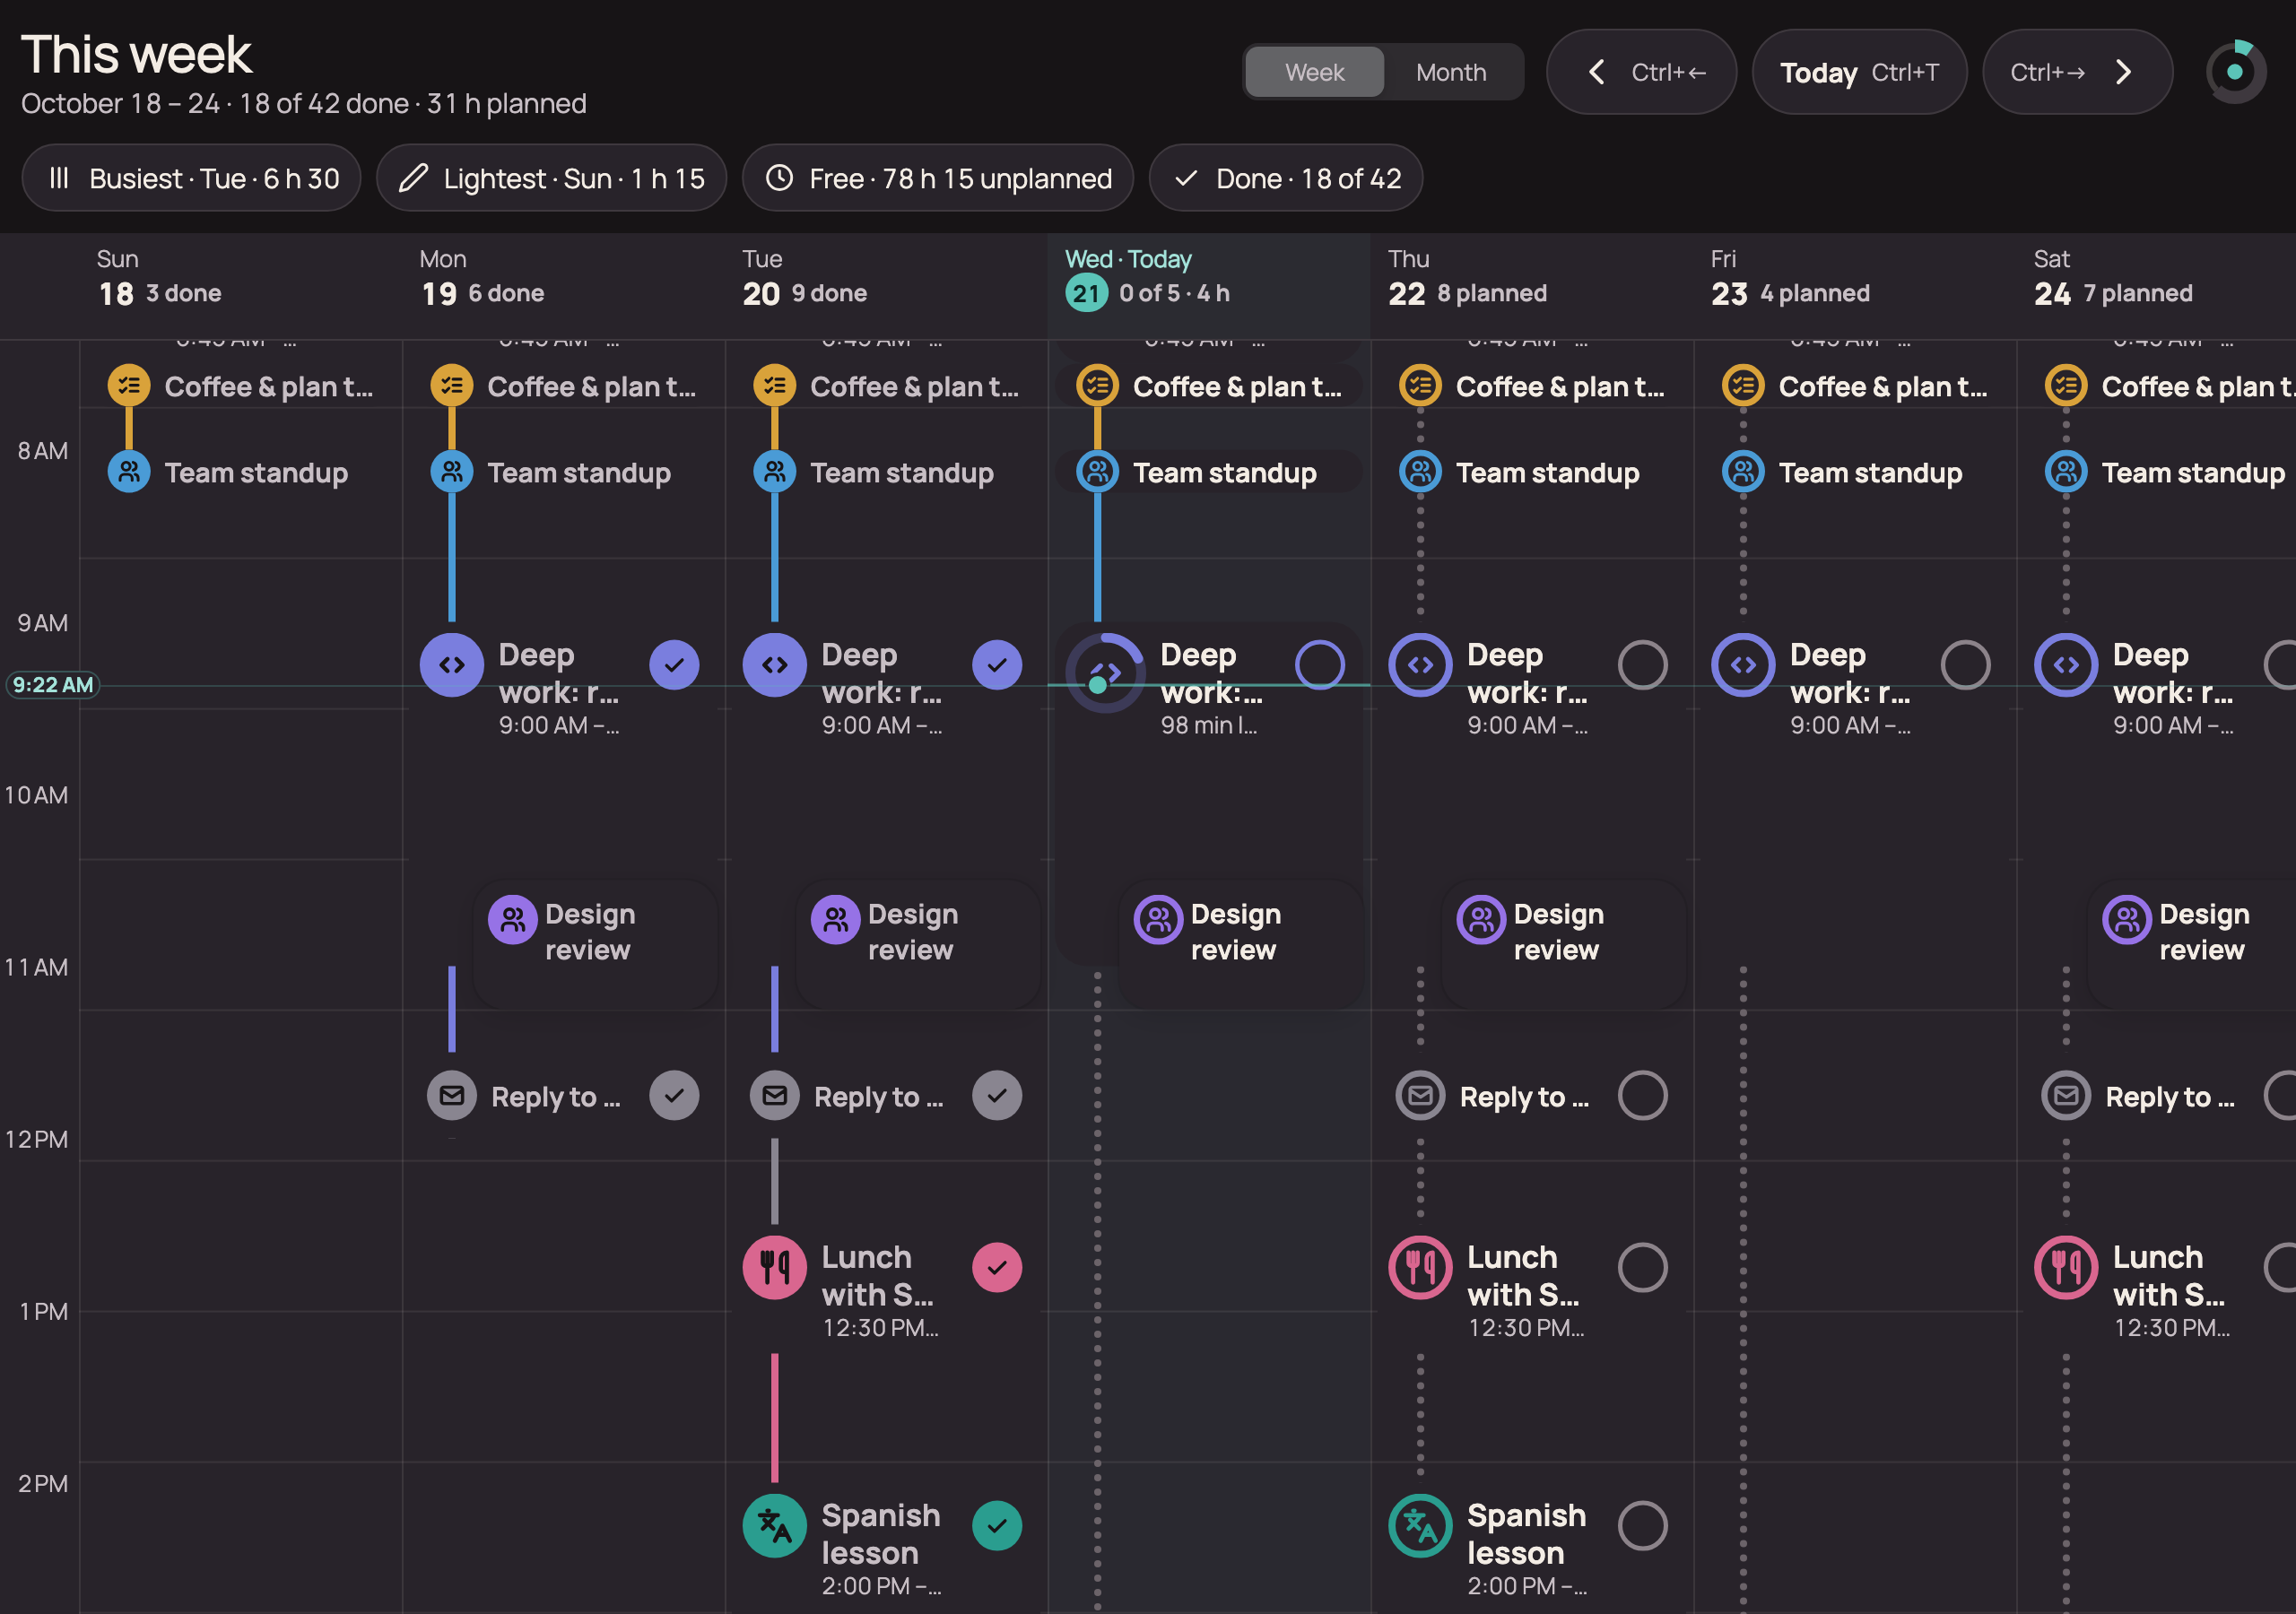 This week
October 18 – 24 · 18 of 42 done · 31 h planned
Week
Month
Ctrl+←
Today Ctrl+T
Ctrl+→
Busiest · Tue · 6 h 30
Lightest · Sun · 1 h 15
Free · 78 h 15 unplanned
Done · 18 of 42
Sun
18 3 done
Mon
19 6 done
Tue
20 9 done
Wed · Today
21 0 of 5 · 4 h
Thu
22 8 planned
Fri
23 4 planned
Sat
24 7 planned
8 AM
9 AM
9:22 AM
10 AM
11 AM
12 PM
1 PM
2 PM
Coffee & plan t...
Team standup
Coffee & plan t...
Team standup
Deep
work: r...
9:00 AM –...
Design
review
Reply to ...
Coffee & plan t...
Team standup
Deep
work: r...
9:00 AM –...
Design
review
Reply to ...
Lunch
with S...
12:30 PM...
Spanish
lesson
2:00 PM –...
Coffee & plan t...
Team standup
Deep
work:...
98 min l...
Design
review
Coffee & plan t...
Team standup
Deep
work: r...
9:00 AM –...
Design
review
Reply to ...
Lunch
with S...
12:30 PM...
Spanish
lesson
2:00 PM –...
Coffee & plan t...
Team standup
Deep
work: r...
9:00 AM –...
Coffee & plan t...
Team standup
Deep
work: r...
9:00 AM –...
Design
review
Reply to ...
Lunch
with S...
12:30 PM...